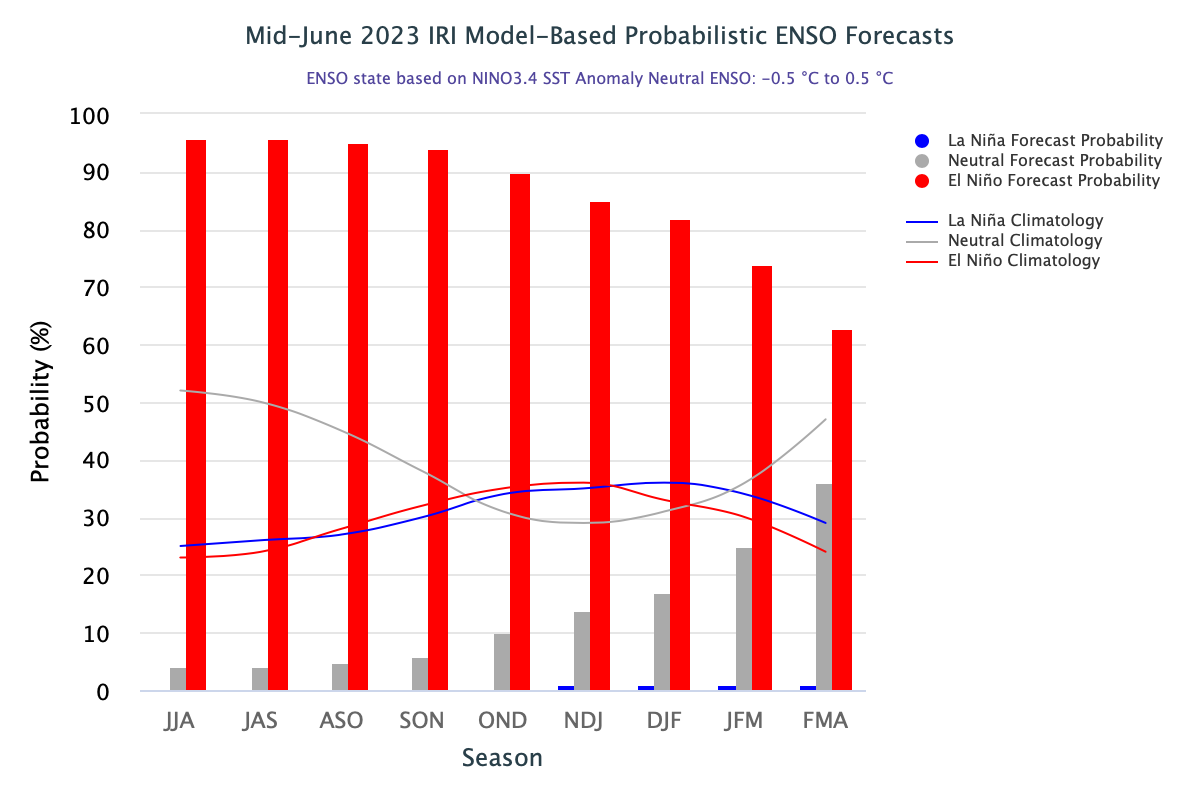 Mid-June 2023 IRI Model-Based Probabilistic ENSO Forecasts
ENSO state based on NINO3.4 SST Anomaly Neutral ENSO: -0.5 °C to 0.5 °C
Probability (%)
100
90
80
70
60
50
40
30
20
10
0
JJA JAS ASO SON OND NDJ DJF JFM FMA
Season
La Niña Forecast Probability
Neutral Forecast Probability
El Niño Forecast Probability
La Niña Climatology
Neutral Climatology
El Niño Climatology